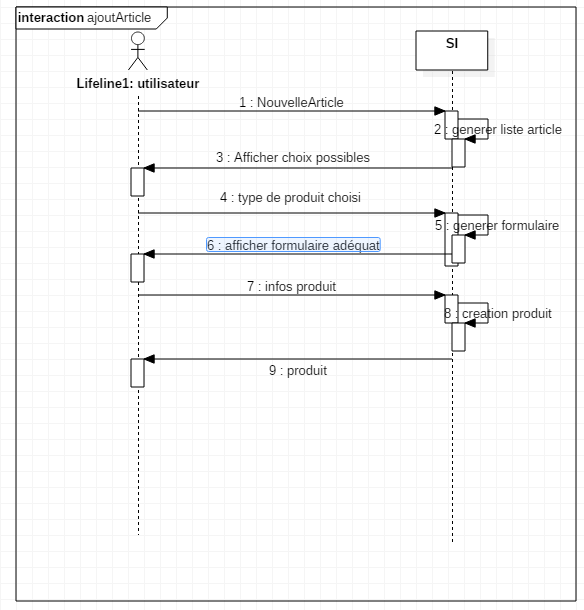 interaction ajoutArticle
SI
Lifeline1: utilisateur
1 : NouvelleArticle
2 : generer liste article
3 : Afficher choix possibles
4 : type de produit choisi
5 : generer formulaire
6 : afficher formulaire adéquat
7 : infos produit
8 : creation produit
9 : produit